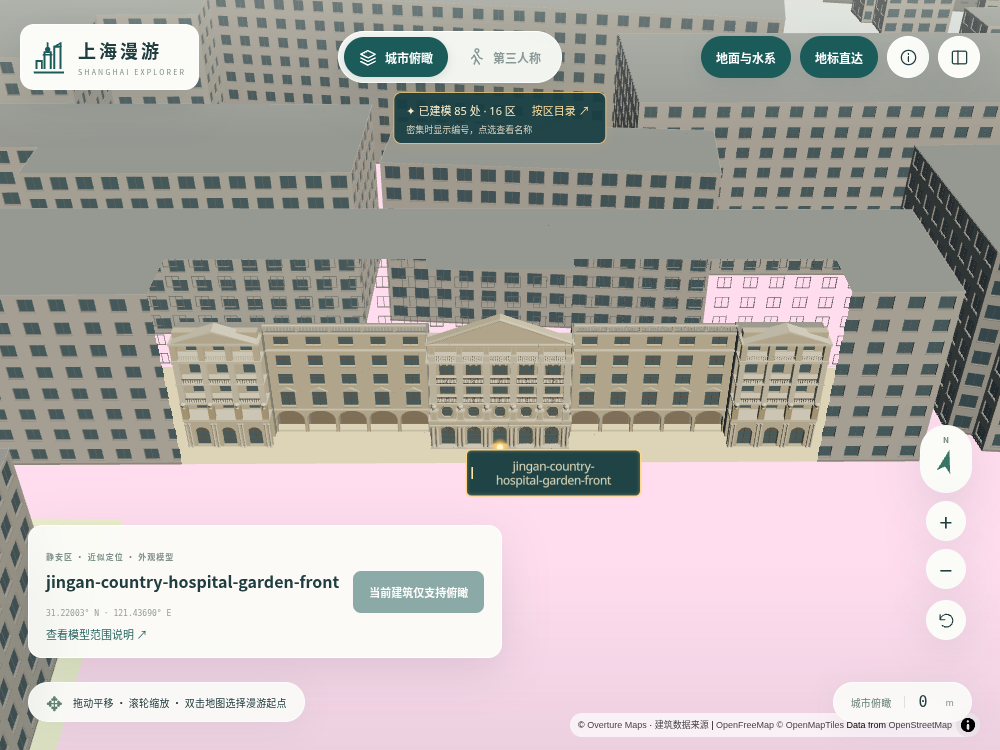 上海漫游
SHANGHAI EXPLORER
城市俯瞰
第三人称
地面与水系
地标直达
✦ 已建模 85 处 · 16 区 按区目录 ↗
密集时显示编号，点选查看名称
jingan-country-
hospital-garden-front
静安区 · 近似定位 · 外观模型
jingan-country-hospital-garden-front
当前建筑仅支持俯瞰
31.22003° N · 121.43690° E
查看模型范围说明 ↗
N
+
−
拖动平移 · 滚轮缩放 · 双击地图选择漫游起点
城市俯瞰 0 m
© Overture Maps · 建筑数据来源 | OpenFreeMap © OpenMapTiles Data from OpenStreetMap